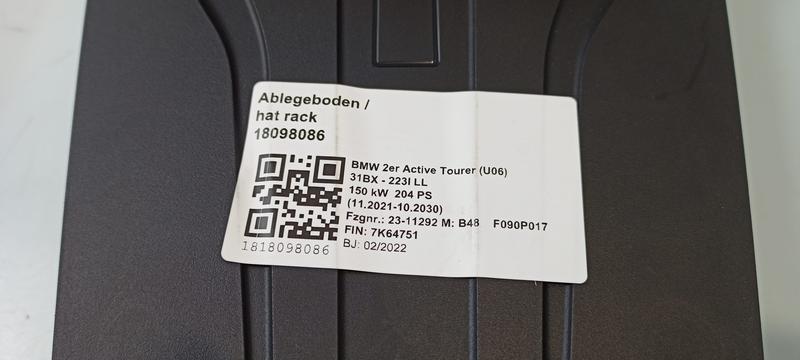 Ablegeboden /
hat rack
18098086
BMW 2er Active Tourer (U06)
31BX - 223I LL
150 kW 204 PS
(11.2021-10.2030)
Fzgnr.: 23-11292 M: B48 F090P017
FIN: 7K64751
BJ: 02/2022
1818098086